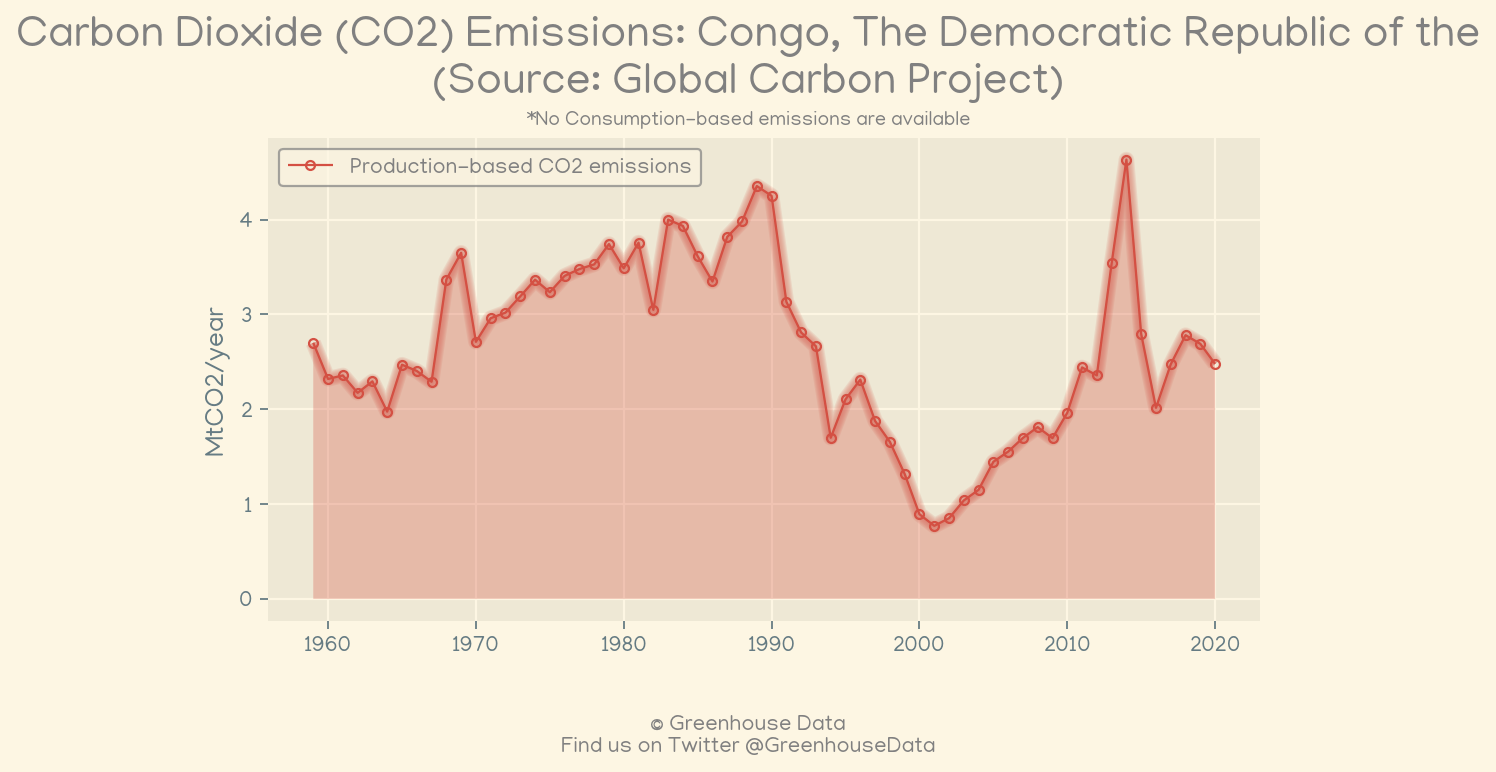 Carbon Dioxide (CO2) Emissions: Congo, The Democratic Republic of the
(Source: Global Carbon Project)
*No Consumption-based emissions are available
Production-based CO2 emissions
MtCO2/year
4
3
2
1
0
1960 1970 1980 1990 2000 2010 2020
© Greenhouse Data
Find us on Twitter @GreenhouseData